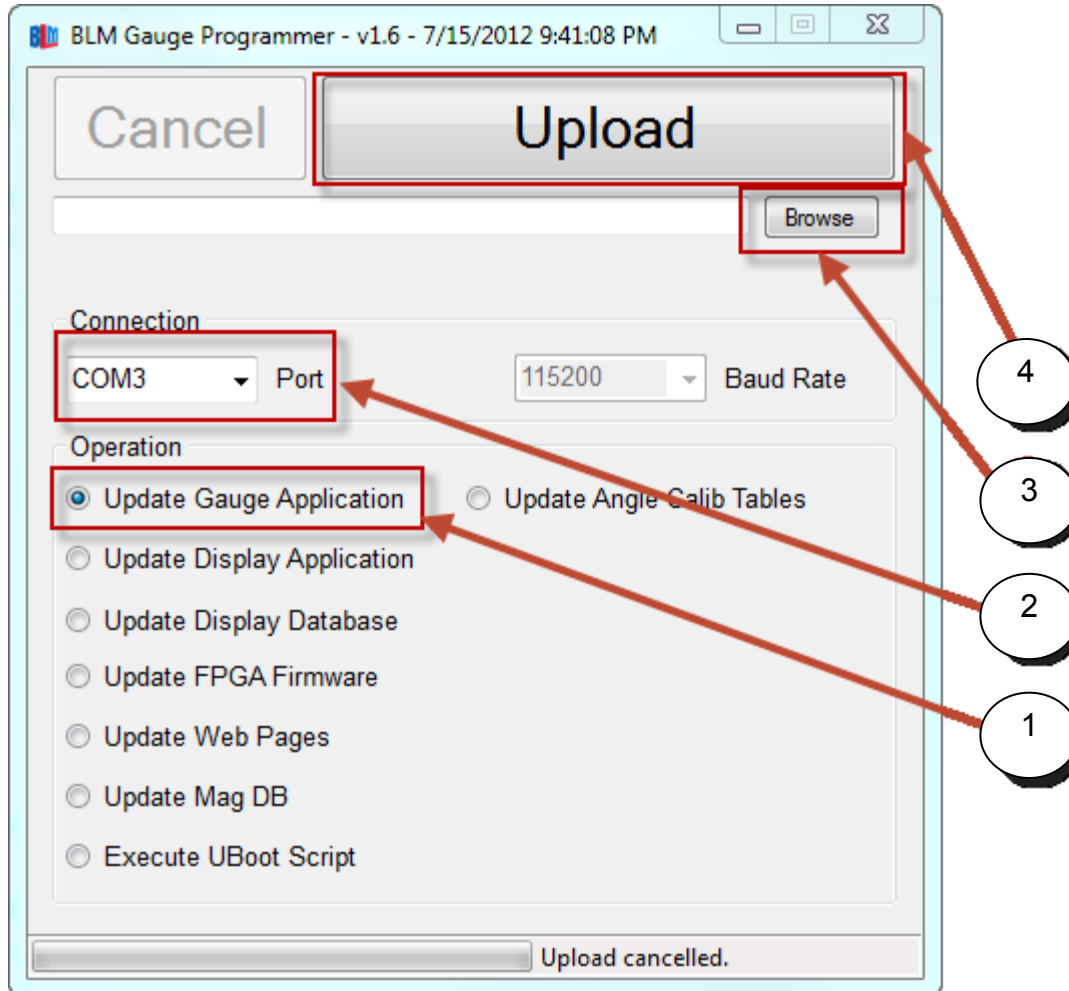 BLM BLM Gauge Programmer - v1.6 - 7/15/2012 9:41:08 PM
Cancel Upload
Browse
Connection
COM3 Port 115200 Baud Rate
4
Operation
Update Gauge Application Update Angle Calib Tables
3
Update Display Application
Update Display Database
2
Update FPGA Firmware
Update Web Pages
1
Update Mag DB
Execute UBoot Script
Upload cancelled.